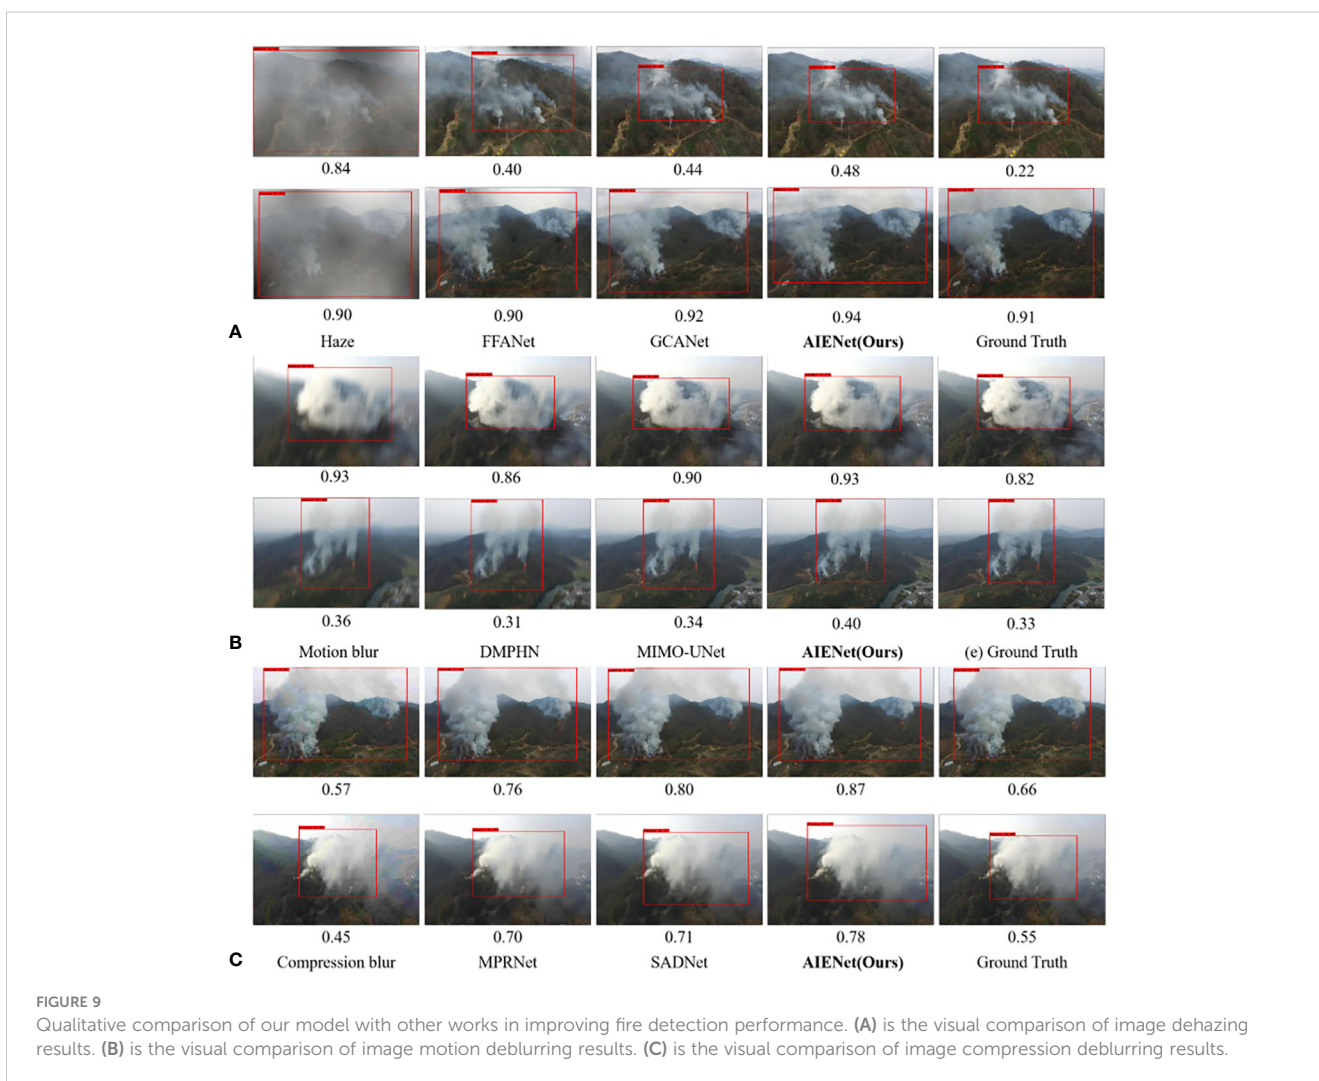 0.84 0.40 0.44 0.48 0.22
0.90 0.90 0.92 0.94 0.91
A Haze FFANet GCANet AIENet(Ours) Ground Truth
0.93 0.86 0.90 0.93 0.82
0.36 0.31 0.34 0.40 0.33
B Motion blur DMPHN MIMO-UNet AIENet(Ours) (e) Ground Truth
0.57 0.76 0.80 0.87 0.66
0.45 0.70 0.71 0.78 0.55
C Compression blur MPRNet SADNet AIENet(Ours) Ground Truth
FIGURE 9
Qualitative comparison of our model with other works in improving fire detection performance. (A) is the visual comparison of image dehazing
results. (B) is the visual comparison of image motion deblurring results. (C) is the visual comparison of image compression deblurring results.